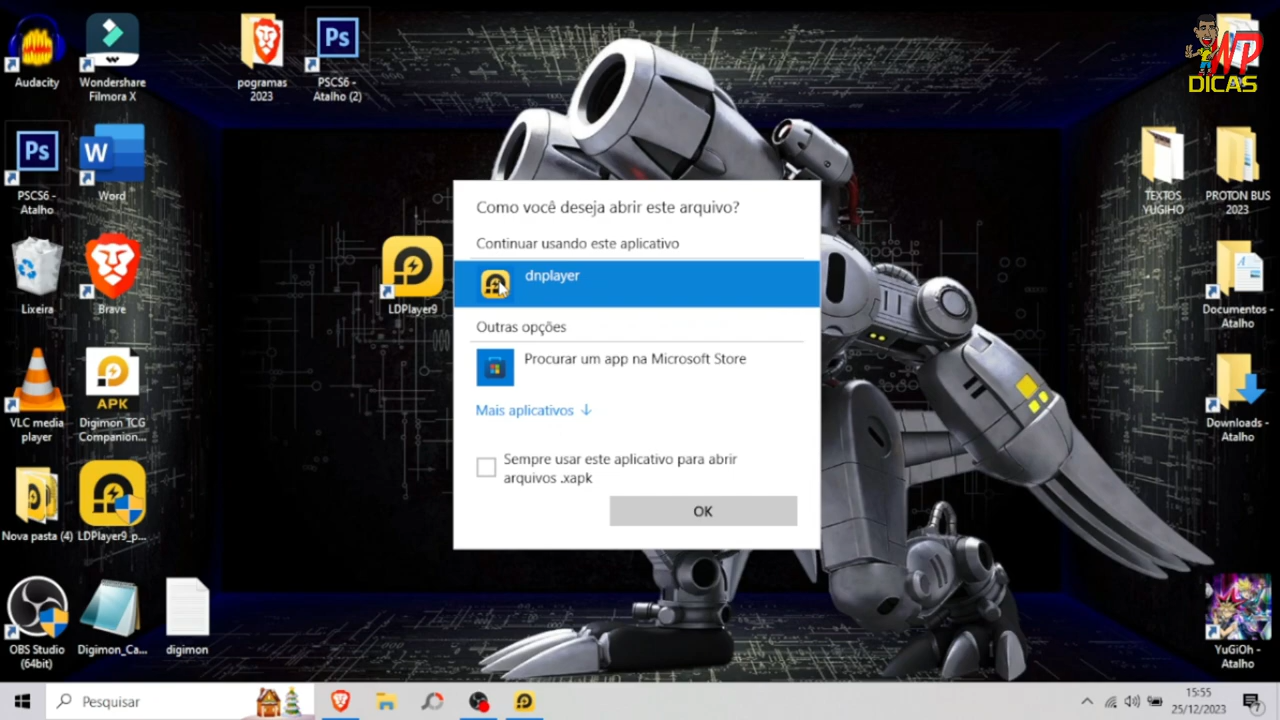 Audacity
Wondershare
Filmora X
pogramas
2023
Ps
PSCS6 -
Atalho (2)
NP
DICAS
Ps
PSCS6 -
Atalho
W
Word
TEXTOS
YUGIHO
PROTON BUS
2023
Lixeira
Brave
LDPlayer9
Documentos -
Atalho
VLC media
player
APK
Digimon TCG
Companion...
Downloads -
Atalho
Nova pasta (4)
LDPlayer9_p...
OBS Studio
(64bit)
Digimon_Ca...
digimon
YuGiOh -
Atalho
Como você deseja abrir este arquivo?
Continuar usando este aplicativo
dnplayer
Outras opções
Procurar um app na Microsoft Store
Mais aplicativos
Sempre usar este aplicativo para abrir
arquivos .xapk
OK
Pesquisar
15:55
25/12/2023
7